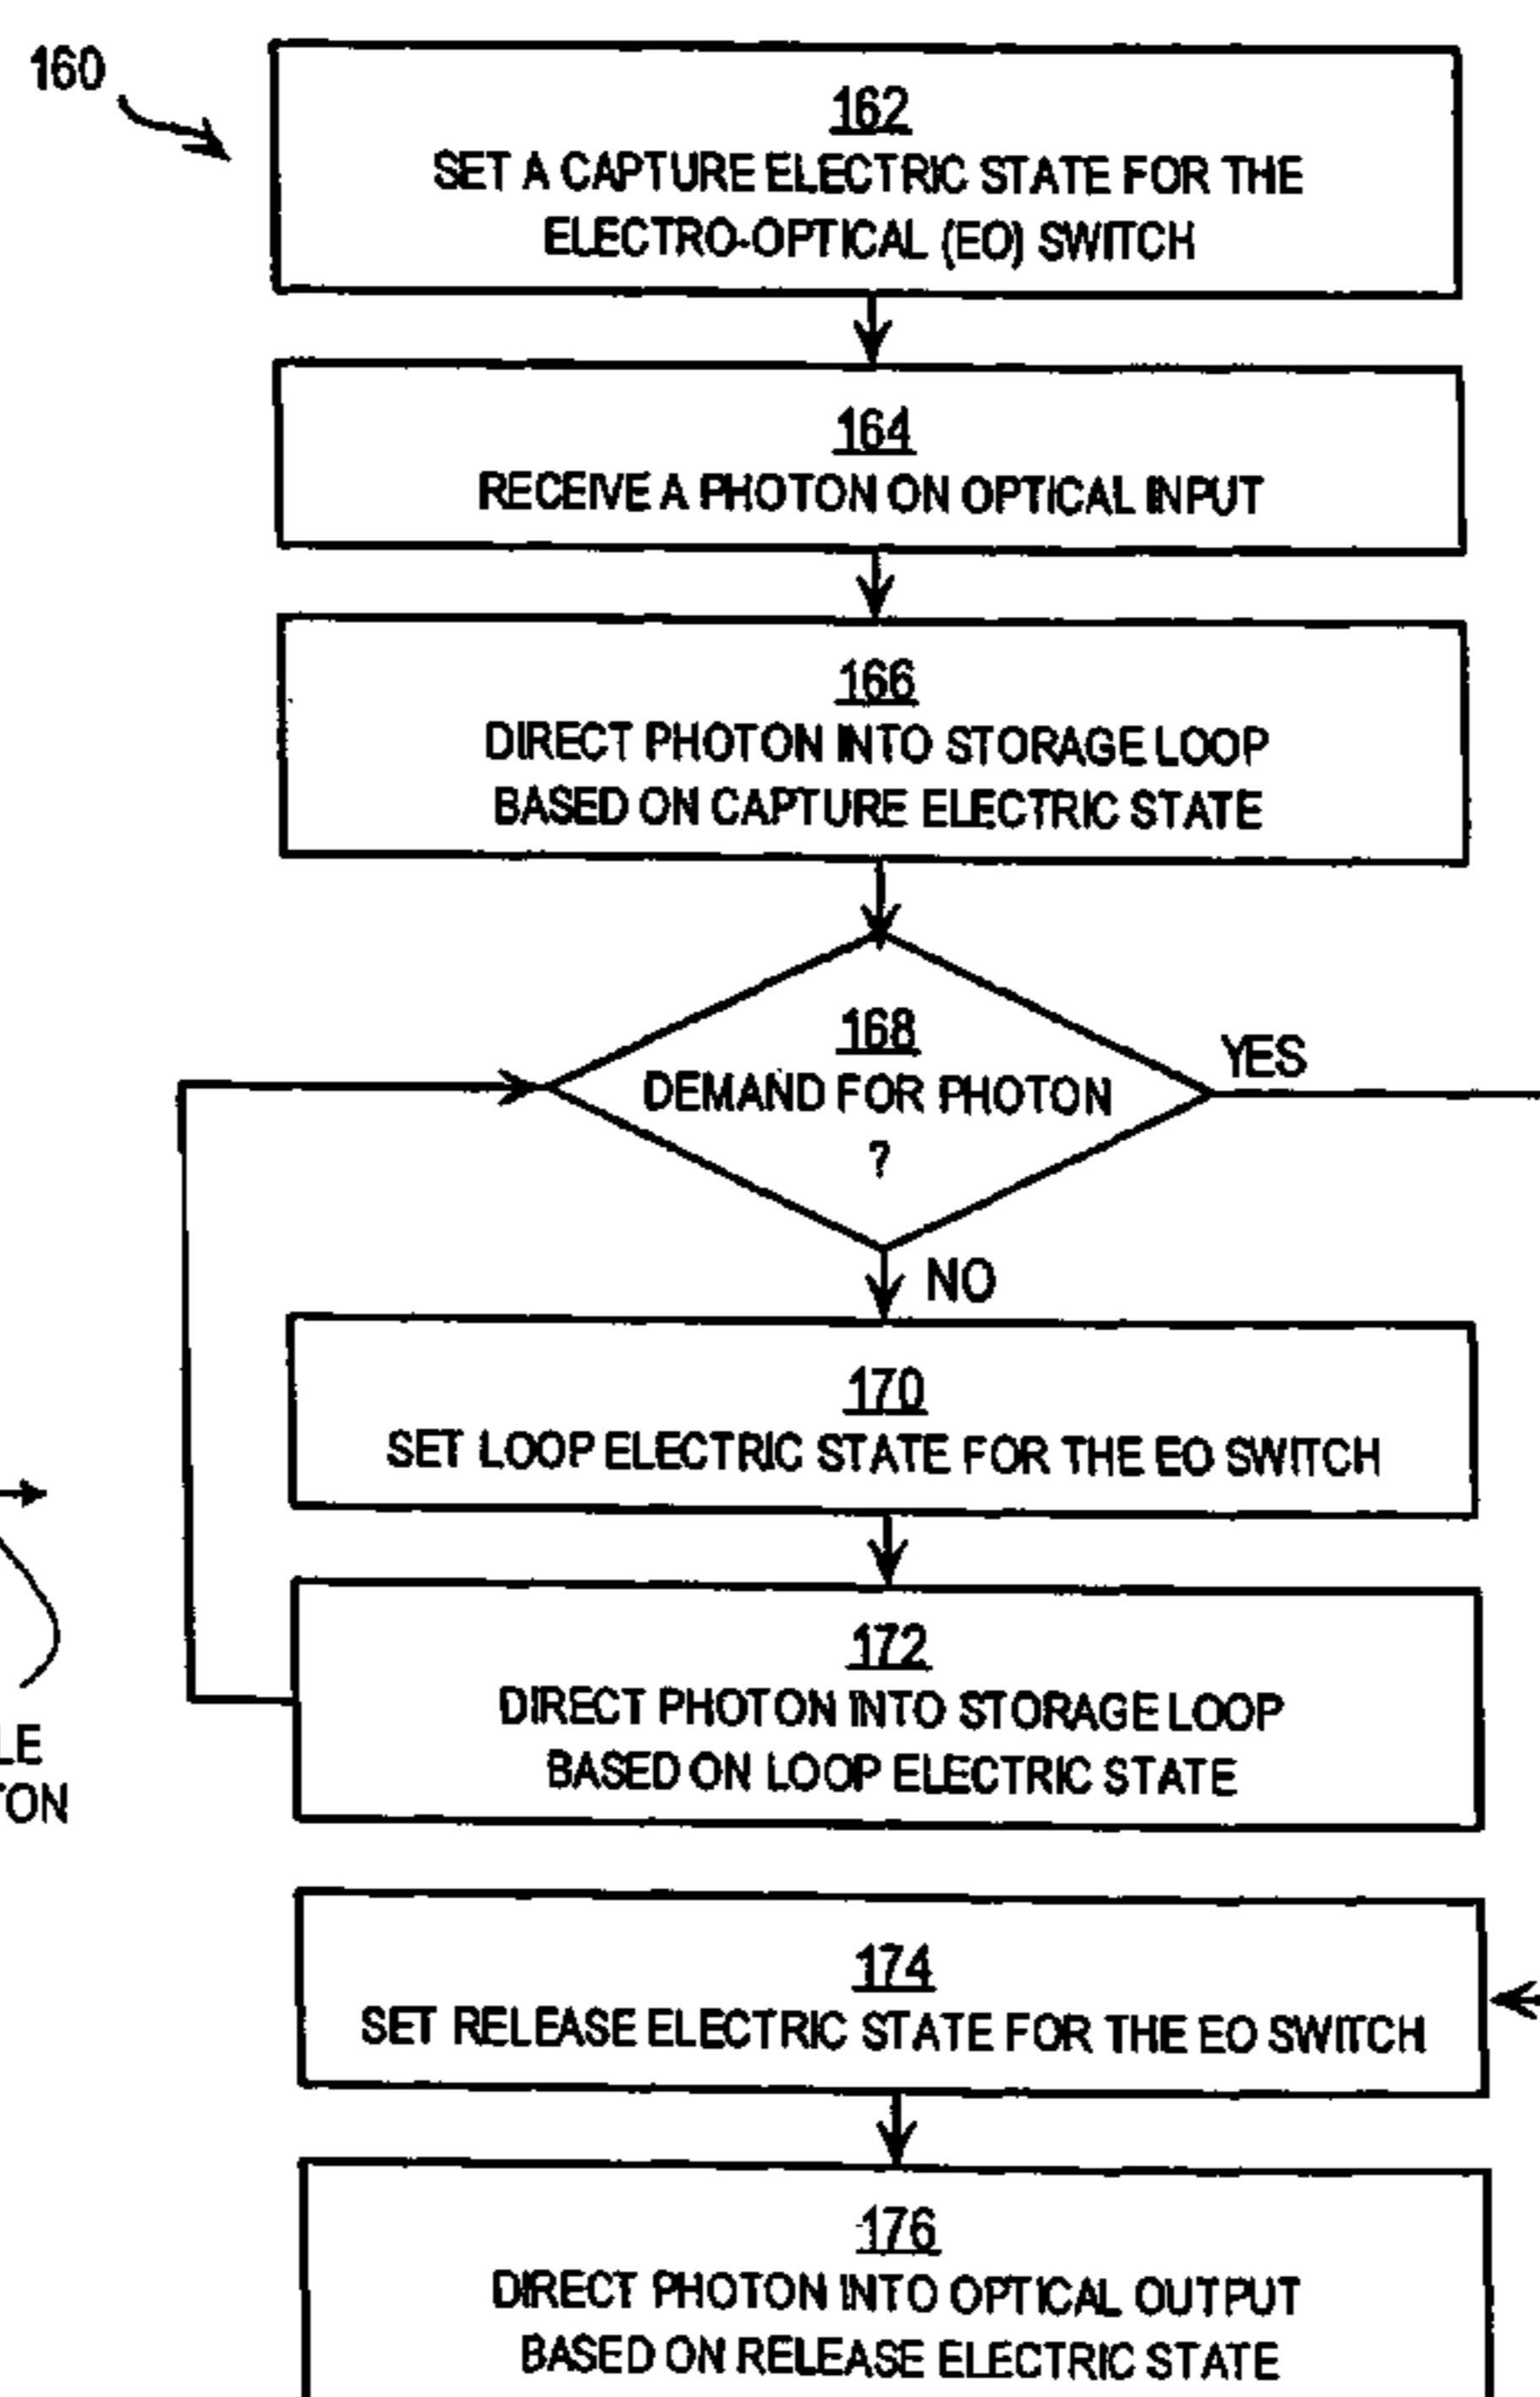 160
162
SET A CAPTURE ELECTRIC STATE FOR THE
ELECTRO-OPTICAL (EO) SWITCH
164
RECEIVE A PHOTON ON OPTICAL INPUT
166
DIRECT PHOTON INTO STORAGE LOOP
BASED ON CAPTURE ELECTRIC STATE
168
DEMAND FOR PHOTON
?
YES
NO
170
SET LOOP ELECTRIC STATE FOR THE EO SWITCH
172
DIRECT PHOTON INTO STORAGE LOOP
BASED ON LOOP ELECTRIC STATE
LE
TON
174
SET RELEASE ELECTRIC STATE FOR THE EO SWITCH
176
DIRECT PHOTON INTO OPTICAL OUTPUT
BASED ON RELEASE ELECTRIC STATE